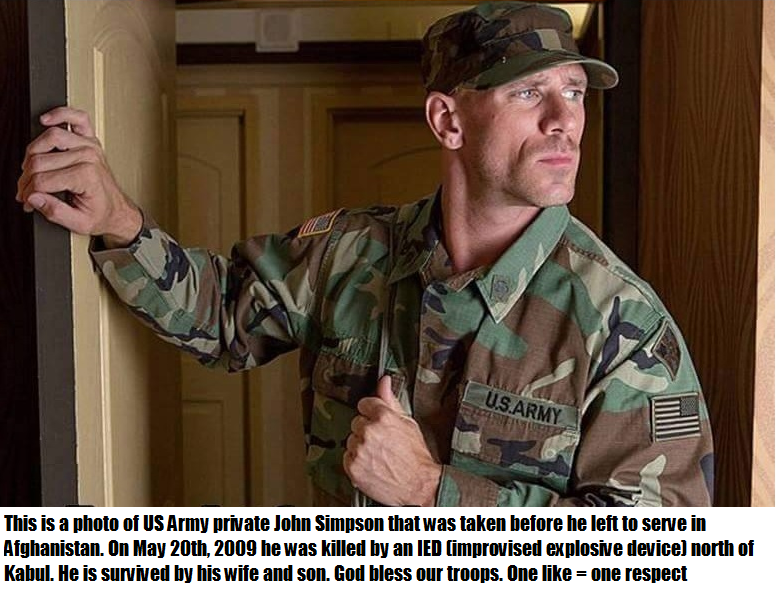 U.S.ARMY
This is a photo of US Army private John Simpson that was taken before he left to serve in
Afghanistan. On May 20th, 2009 he was killed by an IED (improvised explosive device) north of
Kabul. He is survived by his wife and son. God bless our troops. One like = one respect